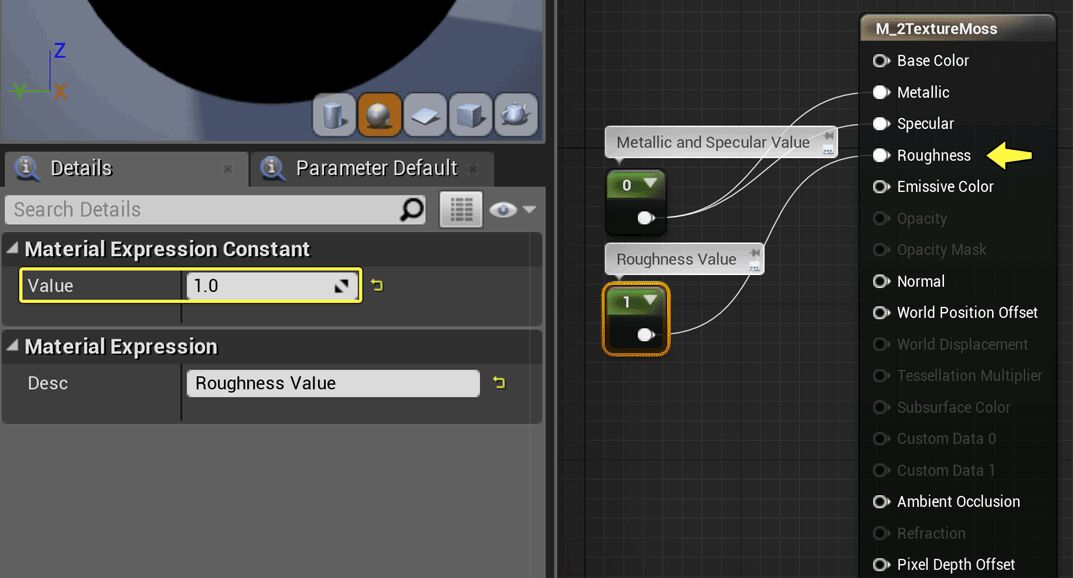 Z
Y
X
Details
Parameter Default
Search Details
Material Expression Constant
Value
1.0
Material Expression
Desc
Roughness Value
Metallic and Specular Value
0
Roughness Value
1
M_2TextureMoss
Base Color
Metallic
Specular
Roughness
Emissive Color
Opacity
Opacity Mask
Normal
World Position Offset
World Displacement
Tessellation Multiplier
Subsurface Color
Custom Data 0
Custom Data 1
Ambient Occlusion
Refraction
Pixel Depth Offset